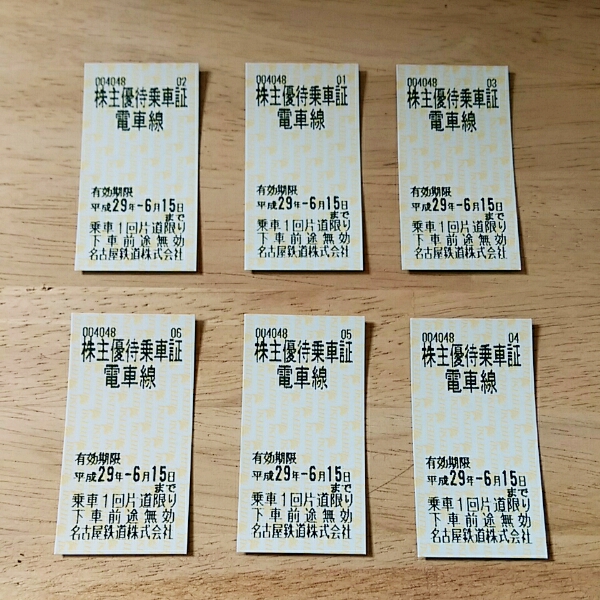 004048 02
株主優待乗車証
電車線
有効期限
平成29年-6月15日
まで
乗車1回片道限り
下車前途無効
名古屋鉄道株式会社
004048 01
株主優待乗車証
電車線
有効期限
平成29年-6月15日
まで
乗車1回片道限り
下車前途無効
名古屋鉄道株式会社
004048 03
株主優待乗車証
電車線
有効期限
平成29年-6月15日
まで
乗車1回片道限り
下車前途無効
名古屋鉄道株式会社
004048 06
株主優待乗車証
電車線
有効期限
平成29年-6月15日
まで
乗車1回片道限り
下車前途無効
名古屋鉄道株式会社
004048 05
株主優待乗車証
電車線
有効期限
平成29年-6月15日
まで
乗車1回片道限り
下車前途無効
名古屋鉄道株式会社
004048 04
株主優待乗車証
電車線
有効期限
平成29年-6月15日
まで
乗車1回片道限り
下車前途無効
名古屋鉄道株式会社